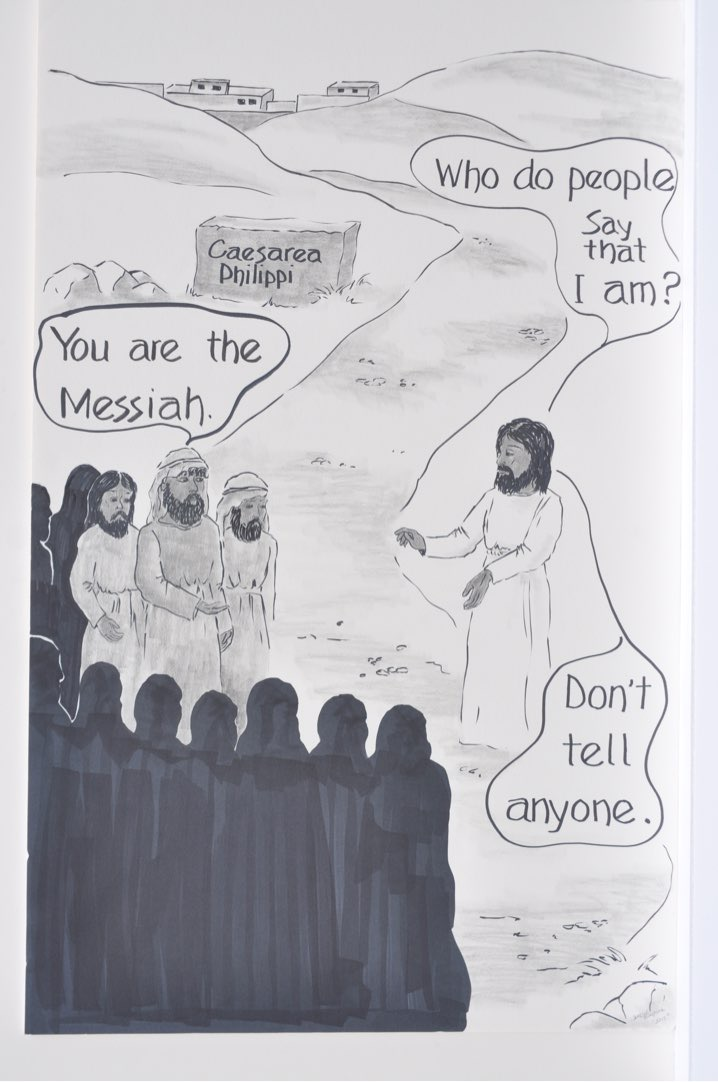 Who do people
Say
that
I am?
Caesarea
Philippi
You are the
Messiah.
Don't
tell
anyone.